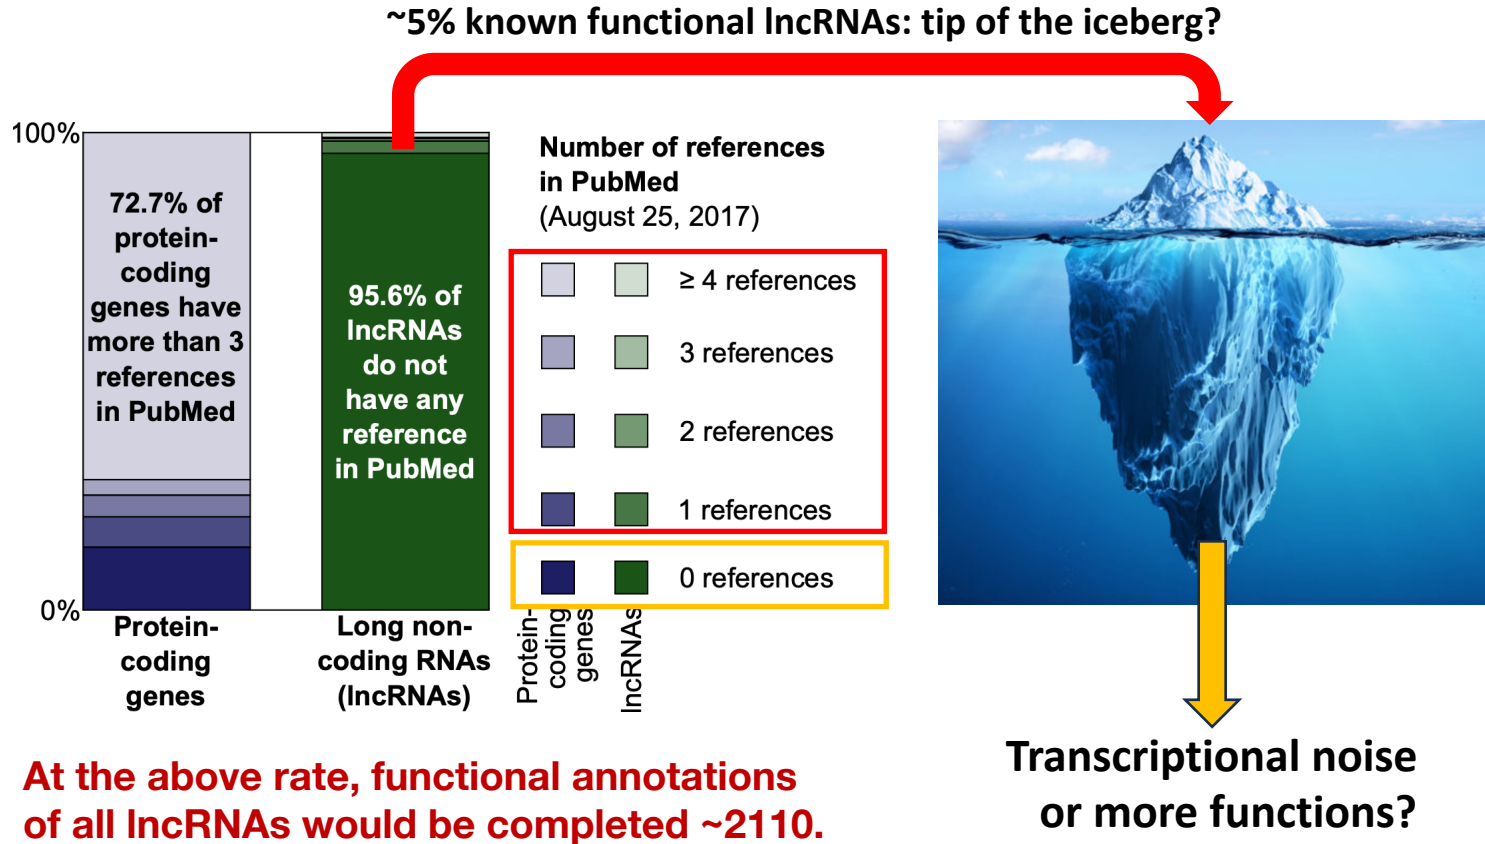 ~5% known functional lncRNAs: tip of the iceberg?
100%
72.7% of
protein-
coding
genes have
more than 3
references
in PubMed
95.6% of
lncRNAs
do not
have any
reference
in PubMed
0%
Protein-
coding
genes
Long non-
coding RNAs
(lncRNAs)
Number of references
in PubMed
(August 25, 2017)
≥ 4 references
3 references
2 references
1 references
0 references
Protein-
coding
genes
lncRNAs
Transcriptional noise
or more functions?
At the above rate, functional annotations
of all lncRNAs would be completed ~2110.